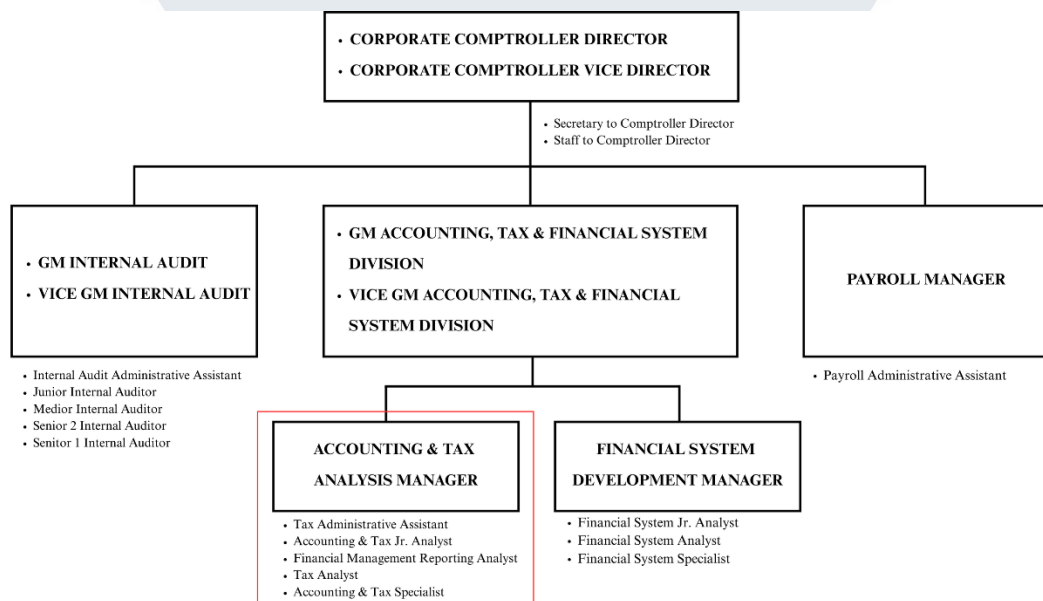 • CORPORATE COMPTROLLER DIRECTOR
• CORPORATE COMPTROLLER VICE DIRECTOR
• Secretary to Comptroller Director
• Staff to Comptroller Director
• GM INTERNAL AUDIT
• VICE GM INTERNAL AUDIT
• Internal Audit Administrative Assistant
• Junior Internal Auditor
• Medior Internal Auditor
• Senior 2 Internal Auditor
• Senitor 1 Internal Auditor
• GM ACCOUNTING, TAX & FINANCIAL SYSTEM
DIVISION
• VICE GM ACCOUNTING, TAX & FINANCIAL
SYSTEM DIVISION
PAYROLL MANAGER
• Payroll Administrative Assistant
ACCOUNTING & TAX
ANALYSIS MANAGER
• Tax Administrative Assistant
• Accounting & Tax Jr. Analyst
• Financial Management Reporting Analyst
• Tax Analyst
• Accounting & Tax Specialist
FINANCIAL SYSTEM
DEVELOPMENT MANAGER
• Financial System Jr. Analyst
• Financial System Analyst
• Financial System Specialist